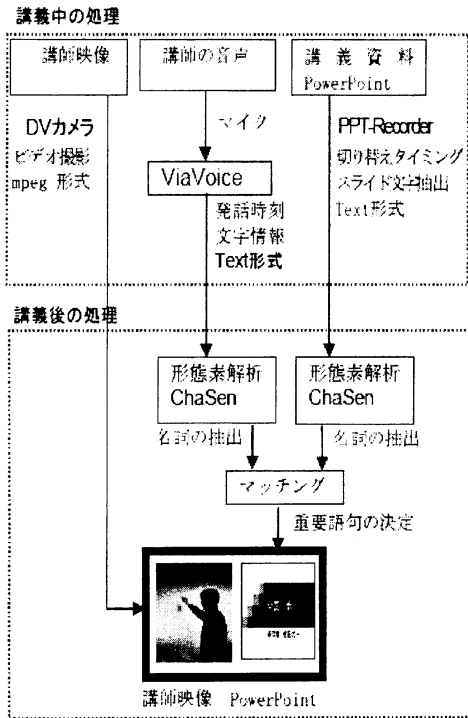 講義中の処理
講師映像
講師の音声
講義資料
PowerPoint
DVカメラ
ビデオ撮影
mpeg 形式
マイク
ViaVoice
発話時刻
文字情報
Text形式
PPT-Recorder
切り替えタイミング
スライド文字抽出
Text形式
講義後の処理
形態素解析
ChaSen
名詞の抽出
形態素解析
ChaSen
名詞の抽出
マッチング
重要語句の決定
講師映像 PowerPoint